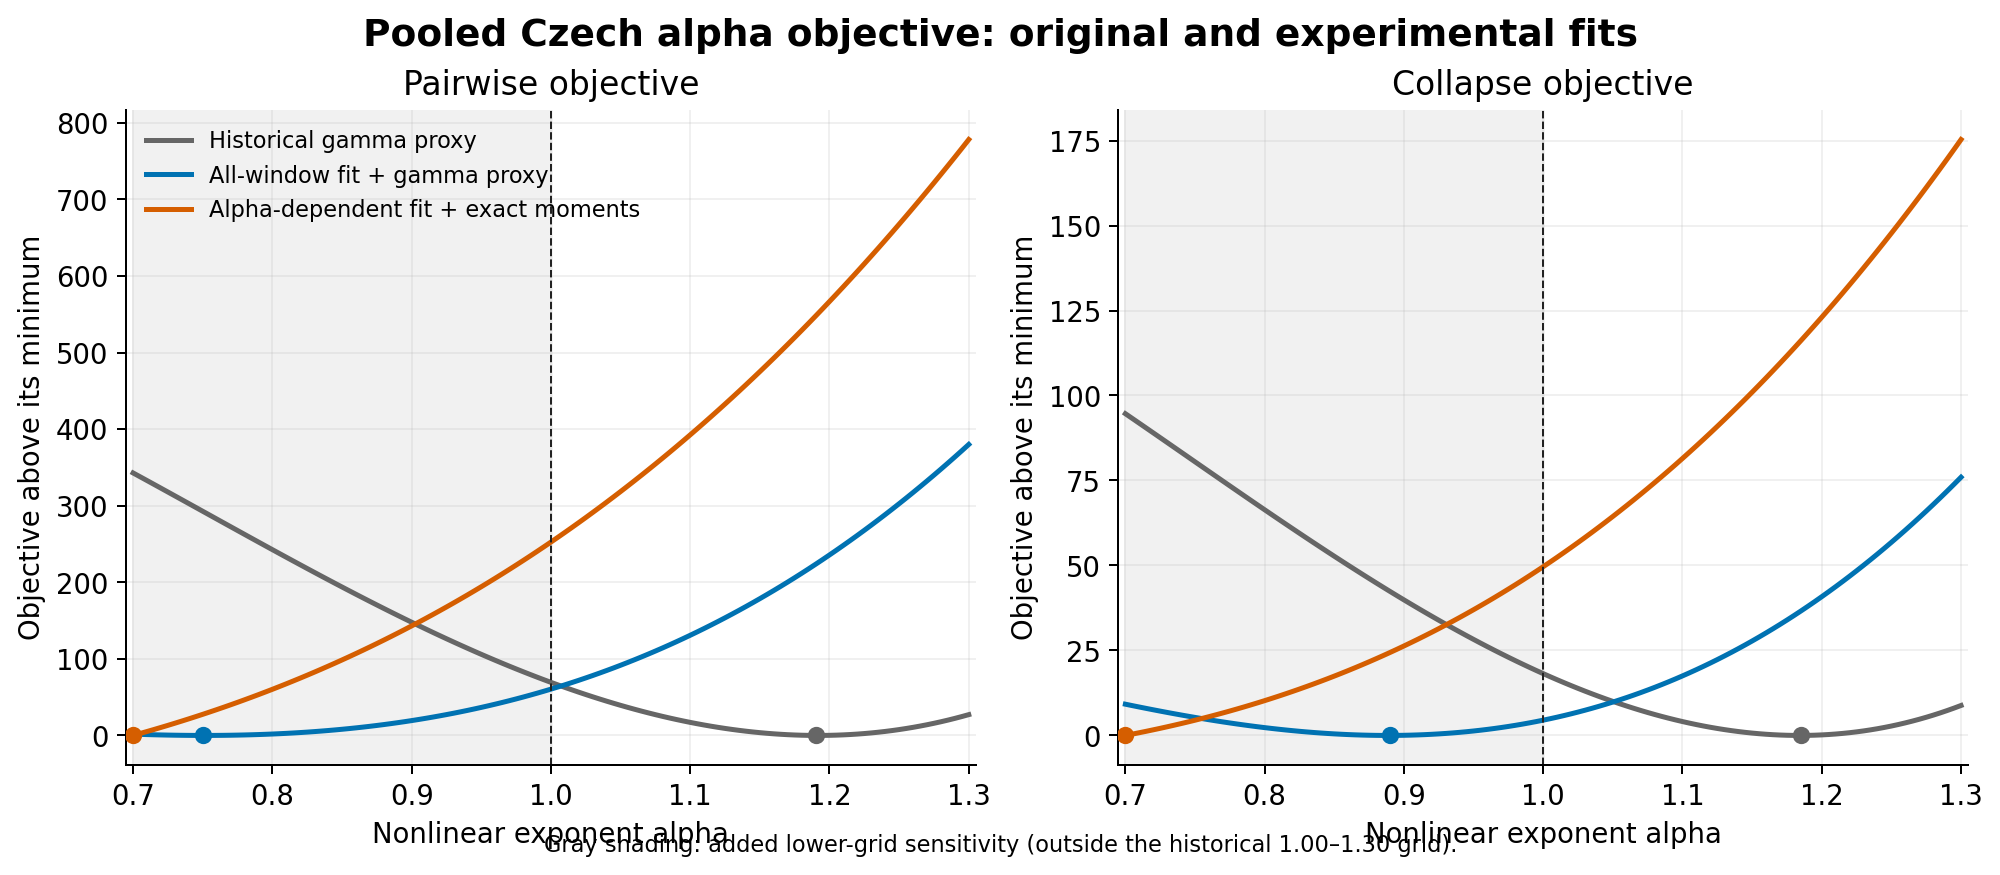 Pooled Czech alpha objective: original and experimental fits
Pairwise objective
Objective above its minimum
800
700
600
500
400
300
200
100
0
Historical gamma proxy
All-window fit + gamma proxy
Alpha-dependent fit + exact moments
0.7 0.8 0.9 1.0 1.1 1.2 1.3
Nonlinear exponent alpha
Collapse objective
Objective above its minimum
175
150
125
100
75
50
25
0
0.7 0.8 0.9 1.0 1.1 1.2 1.3
Nonlinear exponent alpha
Gray shading: added lower-grid sensitivity (outside the historical 1.00–1.30 grid).